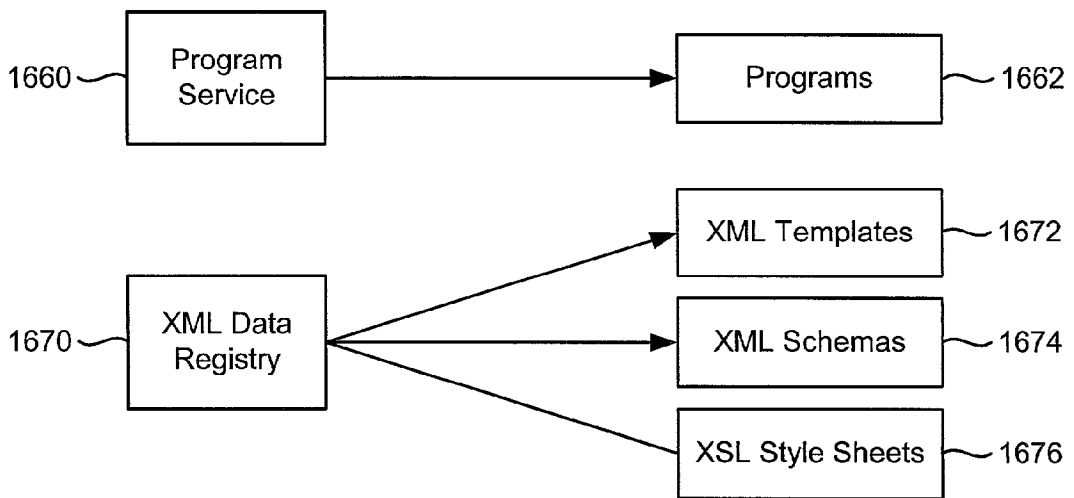 1660
Program
Service
Programs
1662
XML Templates
1672
1670
XML Data
Registry
XML Schemas
1674
XSL Style Sheets
1676